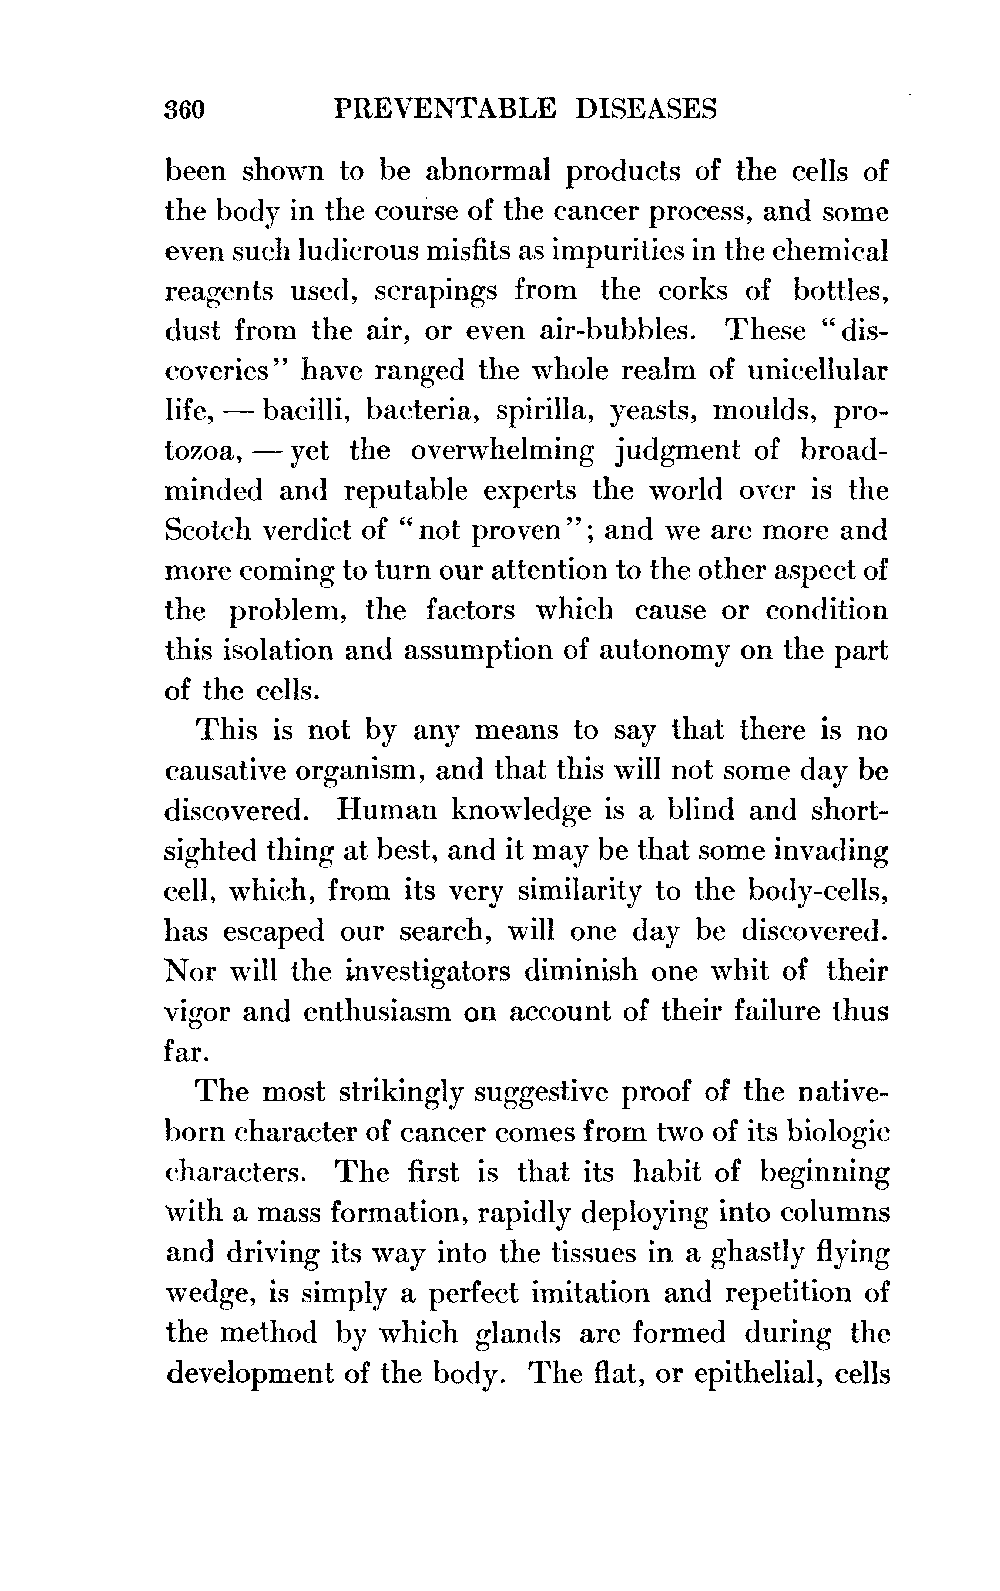 360 PREVENTABLE DISEASES
been shown to be abnormal products of the cells of
the body in the course of the cancer process, and some
even such ludicrous misfits as impurities in the chemical
reagents used, scrapings from the corks of bottles,
dust from the air, or even air-bubbles. These “dis-
coveries” have ranged the whole realm of unicellular
life, — bacilli, bacteria, spirilla, yeasts, moulds, pro-
tozoa, — yet the overwhelming judgment of broad-
minded and reputable experts the world over is the
Scotch verdict of “not proven”; and we are more and
more coming to turn our attention to the other aspect of
the problem, the factors which cause or condition
this isolation and assumption of autonomy on the part
of the cells.
This is not by any means to say that there is no
causative organism, and that this will not some day be
discovered. Human knowledge is a blind and short-
sighted thing at best, and it may be that some invading
cell, which, from its very similarity to the body-cells,
has escaped our search, will one day be discovered.
Nor will the investigators diminish one whit of their
vigor and enthusiasm on account of their failure thus
far.
The most strikingly suggestive proof of the native-
born character of cancer comes from two of its biologic
characters. The first is that its habit of beginning
with a mass formation, rapidly deploying into columns
and driving its way into the tissues in a ghastly flying
wedge, is simply a perfect imitation and repetition of
the method by which glands are formed during the
development of the body. The flat, or epithelial, cells